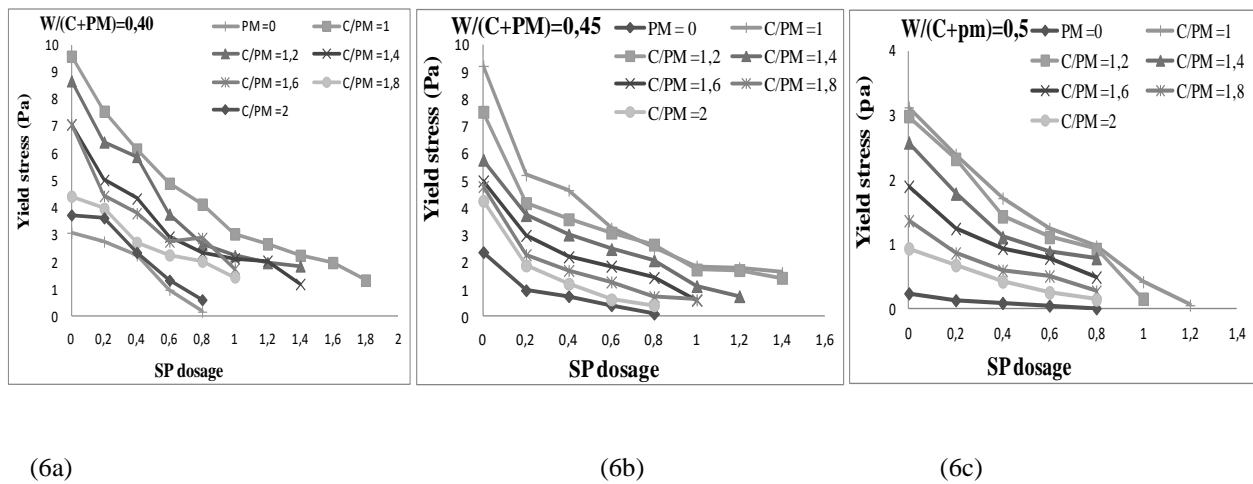 W/(C+PM)=0,40
PM =0
C/PM=1
C/PM=1,2
C/PM=1,4
C/PM =1,6
C/PM=1,8
C/PM =2
Yield stress (Pa)
10
9
8
7
6
5
4
3
2
1
0
0 0,2 0,4 0,6 0,8 1 1,2 1,4 1,6 1,8 2
SP dosage
W/(C+PM)=0,45
PM = 0
C/PM=1
C/PM =1,2
C/PM =1,4
C/PM =1,6
C/PM =1,8
C/PM =2
Yield stress (Pa)
10
9
8
7
6
5
4
3
2
1
0
0 0,2 0,4 0,6 0,8 1 1,2 1,4 1,6
SP dosage
W/(C+pm)=0,5
PM =0
C/PM =1
C/PM=1,2
C/PM =1,4
C/PM=1,6
C/PM =1,8
C/PM =2
Yield stress (pa)
4
3
2
1
0
0 0,2 0,4 0,6 0,8 1 1,2 1,4
SP dosage
(6a) (6b) (6c)